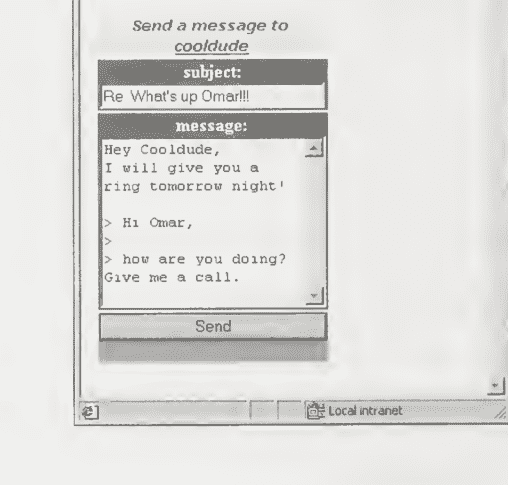 Send a message to
cooldude
subject:
Re What's up Omar!!!
message:
Hey Cooldude,
I will give you a
ring tomorrow night'
> Hi Omar,
>
> how are you doing?
Give me a call.
Send
Local intranet